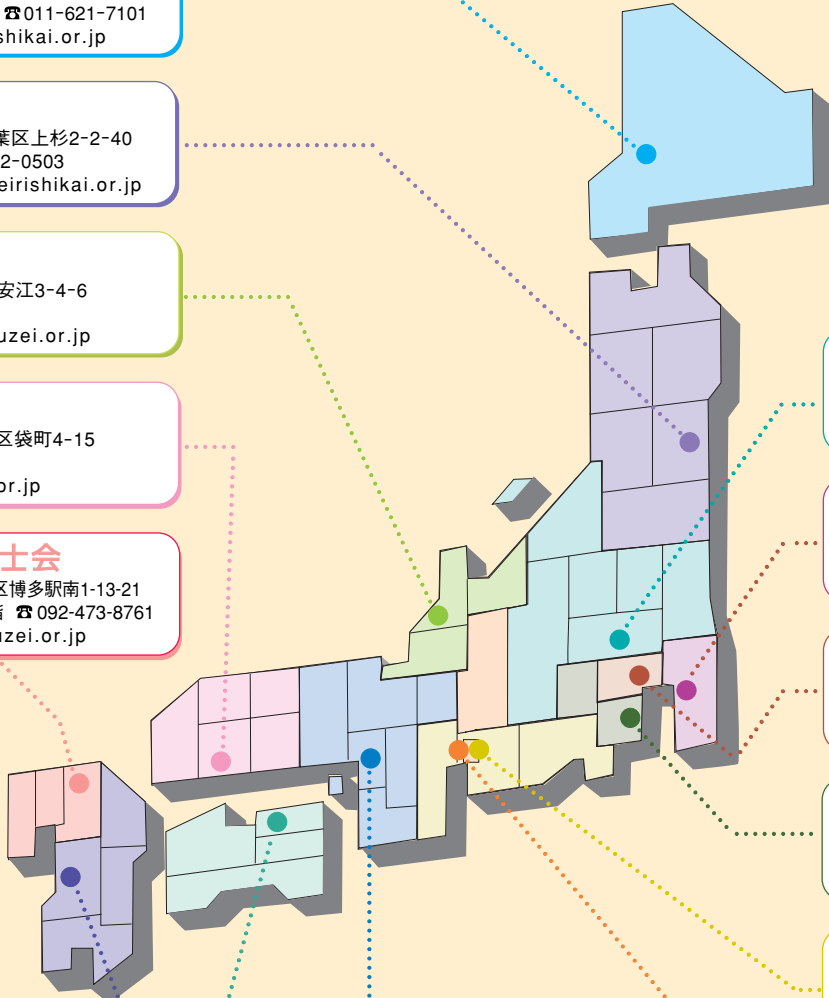 ☎011-621-7101
shikai.or.jp
葉区上杉2-2-40
2-0503
eirishikai.or.jp
安江3-4-6
uzei.or.jp
区袋町4-15
or.jp
士会
区博多駅南1-13-21
☎092-473-8761
uzei.or.jp